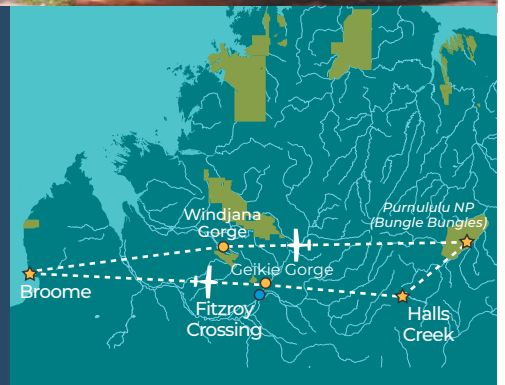 Purnululu NP
(Bungle Bungles)
Windjana
Gorge
Geikie Gorge
Broome
Fitzroy
Crossing
Halls
Creek